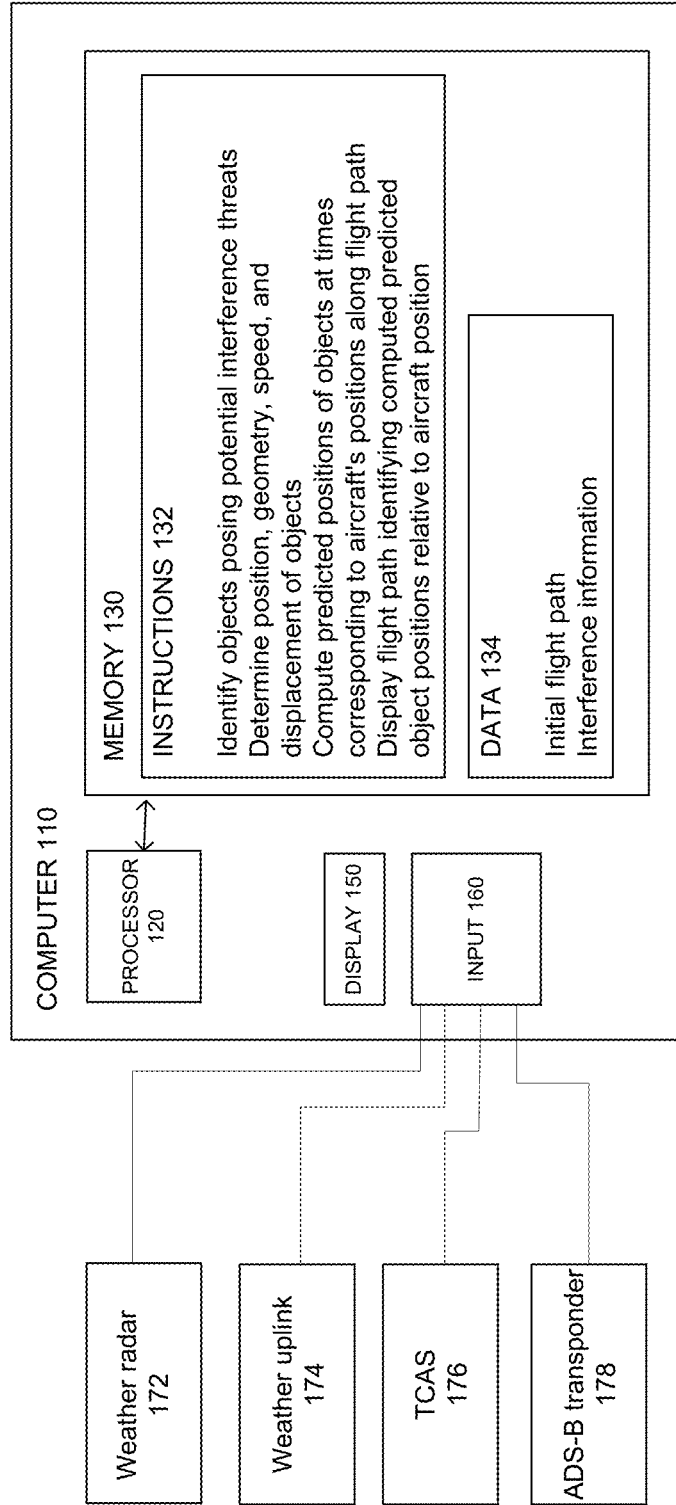 COMPUTER 110
PROCESSOR
120
MEMORY 130
INSTRUCTIONS 132
Identify objects posing potential interference threats
Determine position, geometry, speed, and
displacement of objects
Compute predicted positions of objects at times
corresponding to aircraft's positions along flight path
Display flight path identifying computed predicted
object positions relative to aircraft position
DATA 134
Initial flight path
Interference information
DISPLAY 150
INPUT 160
Weather radar
172
Weather uplink
174
TCAS
176
ADS-B transponder
178